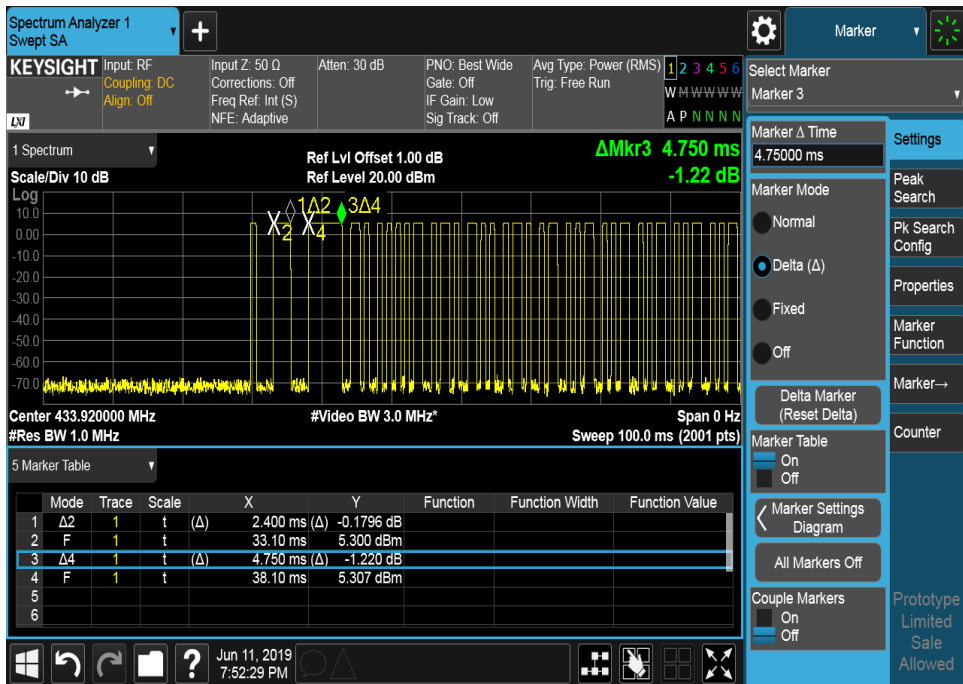 Spectrum Analyzer 1
Swept SA
+
Marker
KEYSIGHT
LXI
Input: RF
Coupling: DC
Align: Off
Input Z: 50 Ω
Corrections: Off
Freq Ref: Int (S)
NFE: Adaptive
Atten: 30 dB
PNO: Best Wide
Gate: Off
IF Gain: Low
Sig Track: Off
Avg Type: Power (RMS)
Trig: Free Run
1 2 3 4 5 6
W M W W W W
A P N N N N
Select Marker
Marker 3
1 Spectrum
Scale/Div 10 dB
Ref Lvl Offset 1.00 dB
Ref Level 20.00 dBm
ΔMkr3 4.750 ms
-1.22 dB
Log
10.0
0.00
-10.0
-20.0
-30.0
-40.0
-50.0
-60.0
-70.0
1Δ2
3Δ4
2
4
Center 433.920000 MHz
#Res BW 1.0 MHz
#Video BW 3.0 MHz*
Span 0 Hz
Sweep 100.0 ms (2001 pts)
5 Marker Table
Mode Trace Scale X Y Function Function Width Function Value
1 Δ2 1 t (Δ) 2.400 ms (Δ) -0.1796 dB
2 F 1 t 33.10 ms 5.300 dBm
3 Δ4 1 t (Δ) 4.750 ms (Δ) -1.220 dB
4 F 1 t 38.10 ms 5.307 dBm
5
6
Marker Δ Time
4.75000 ms
Marker Mode
Normal
Delta (Δ)
Fixed
Off
Delta Marker
(Reset Delta)
Marker Table
On
Off
Marker Settings
Diagram
All Markers Off
Couple Markers
On
Off
Settings
Peak
Search
Pk Search
Config
Properties
Marker
Function
Marker→
Counter
Prototype
Limited
Sale
Allowed
?
Jun 11, 2019
7:52:29 PM